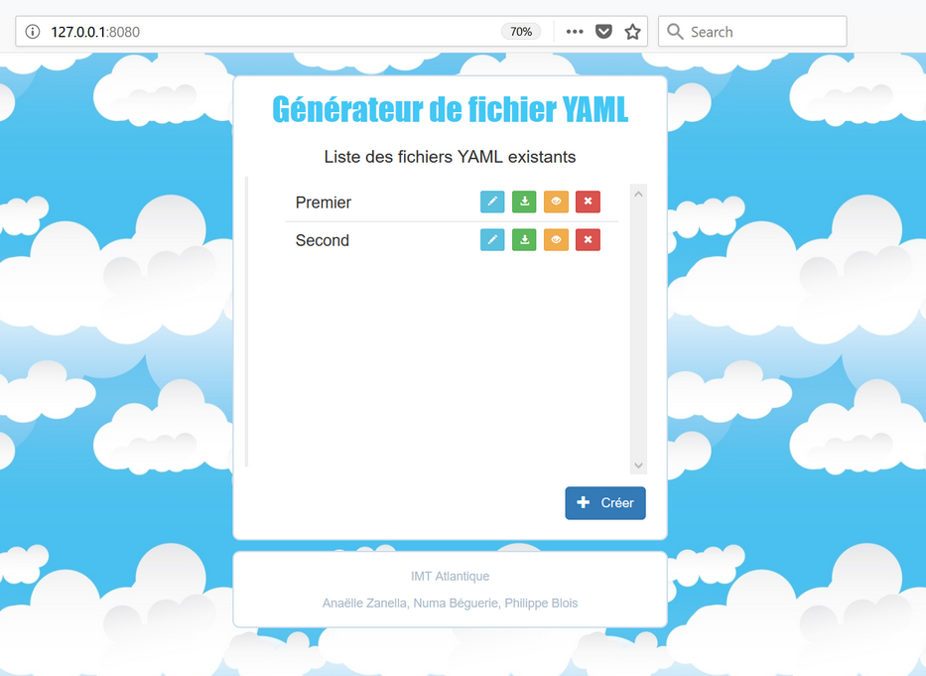 127.0.0.1:8080
70%
Search
Générateur de fichier YAML
Liste des fichiers YAML existants
Premier
Second
Créer
IMT Atlantique
Anaëlle Zanella, Numa Béguerie, Philippe Blois